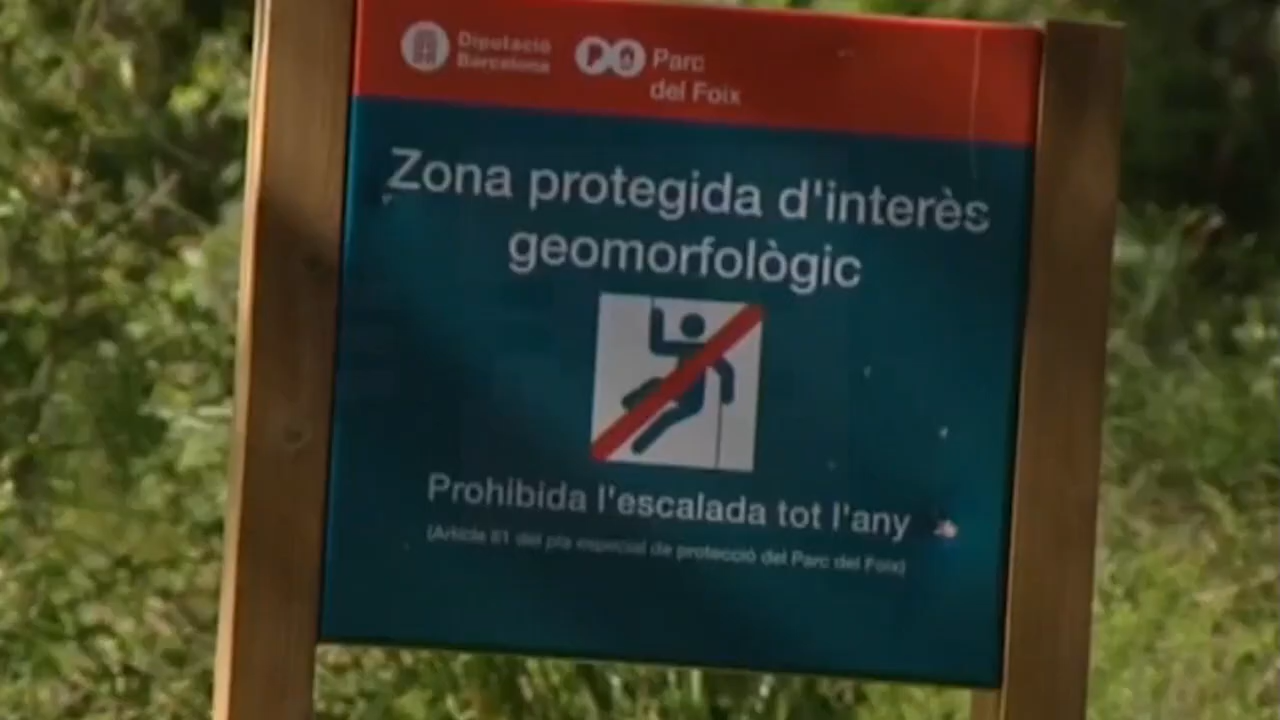 Diputació
Barcelona
Parc
del Foix
Zona protegida d'interès
geomorfològic
Prohibida l'escalada tot l'any
(Article 81 del pla especial de protecció del Parc del Foix)